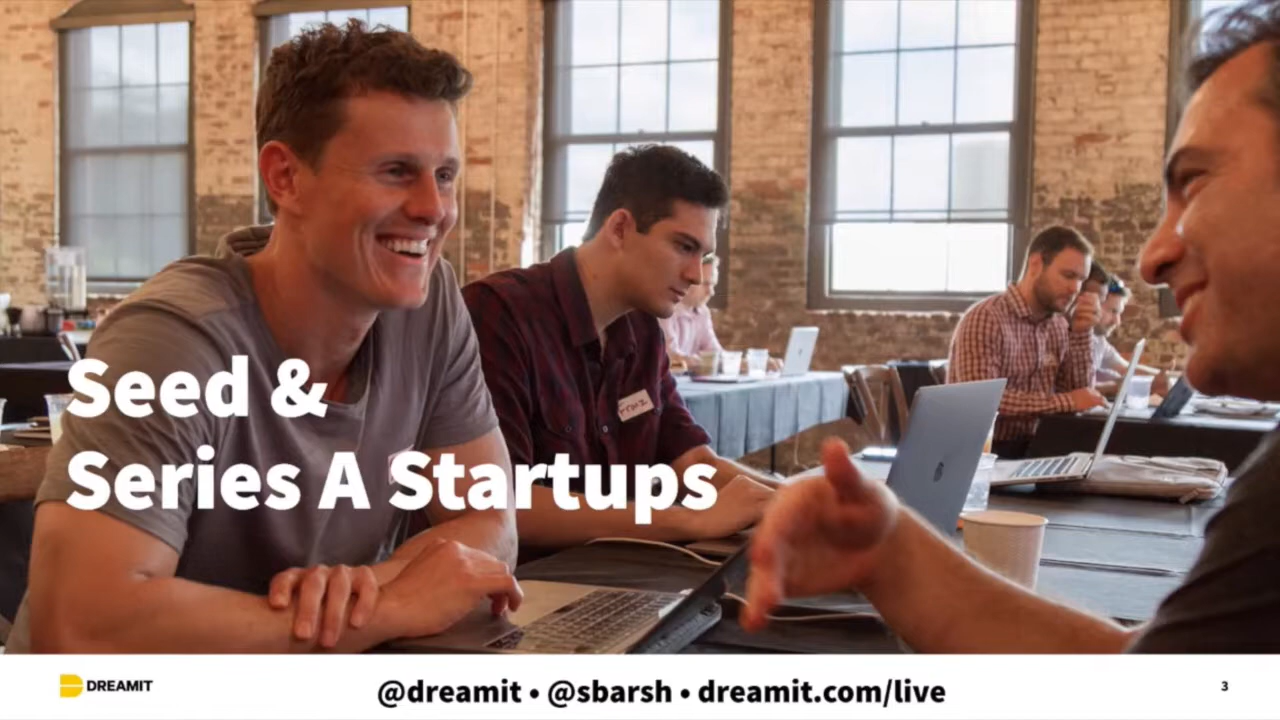 Seed &
Series A Startups
DREAMIT
@dreamit • @sbarsh • dreamit.com/live
3